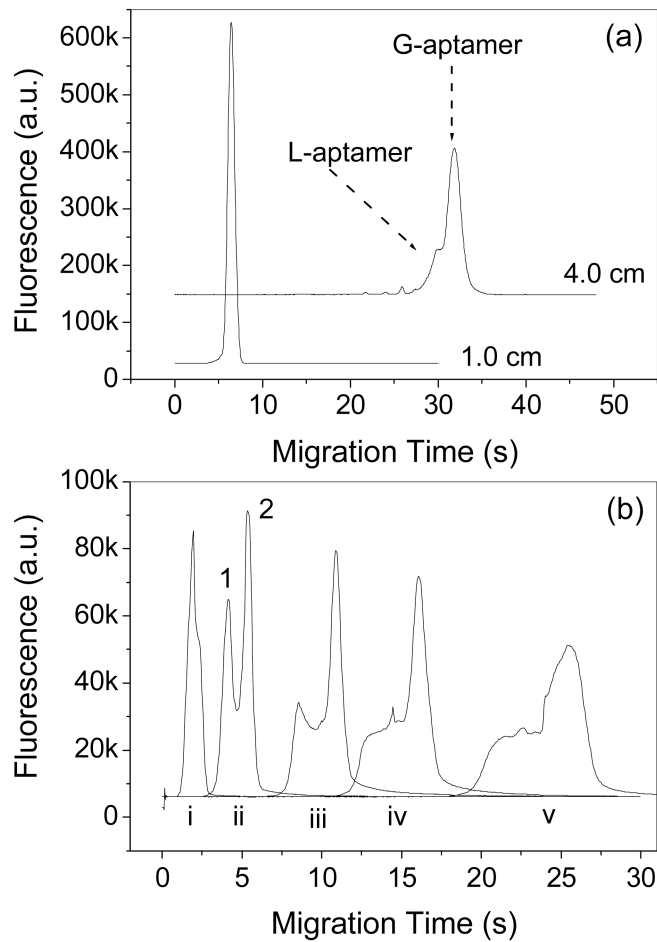 (a)
600k
500k
400k
300k
200k
100k
0
Fluorescence (a.u.)
G-aptamer
L-aptamer
4.0 cm
1.0 cm
0 10 20 30 40 50
Migration Time (s)
(b)
100k
80k
60k
40k
20k
0
Fluorescence (a.u.)
1
2
i ii iii iv v
0 5 10 15 20 25 30
Migration Time (s)